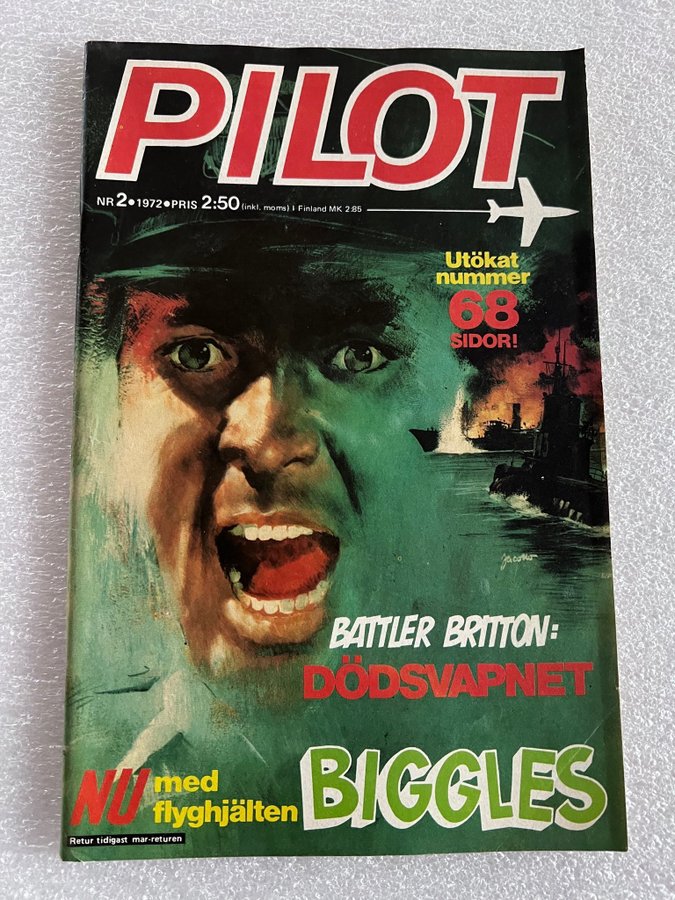 PILOT
NR 2•1972•PRIS 2:50 (inkl. moms) I Finland MK 2:85
Utökat
nummer
68
SIDOR!
Jacotto
BATTLER BRITTON:
DÖDSVAPNET
NU med
flyghjälten
BIGGLES
Retur tidigast mar-returen